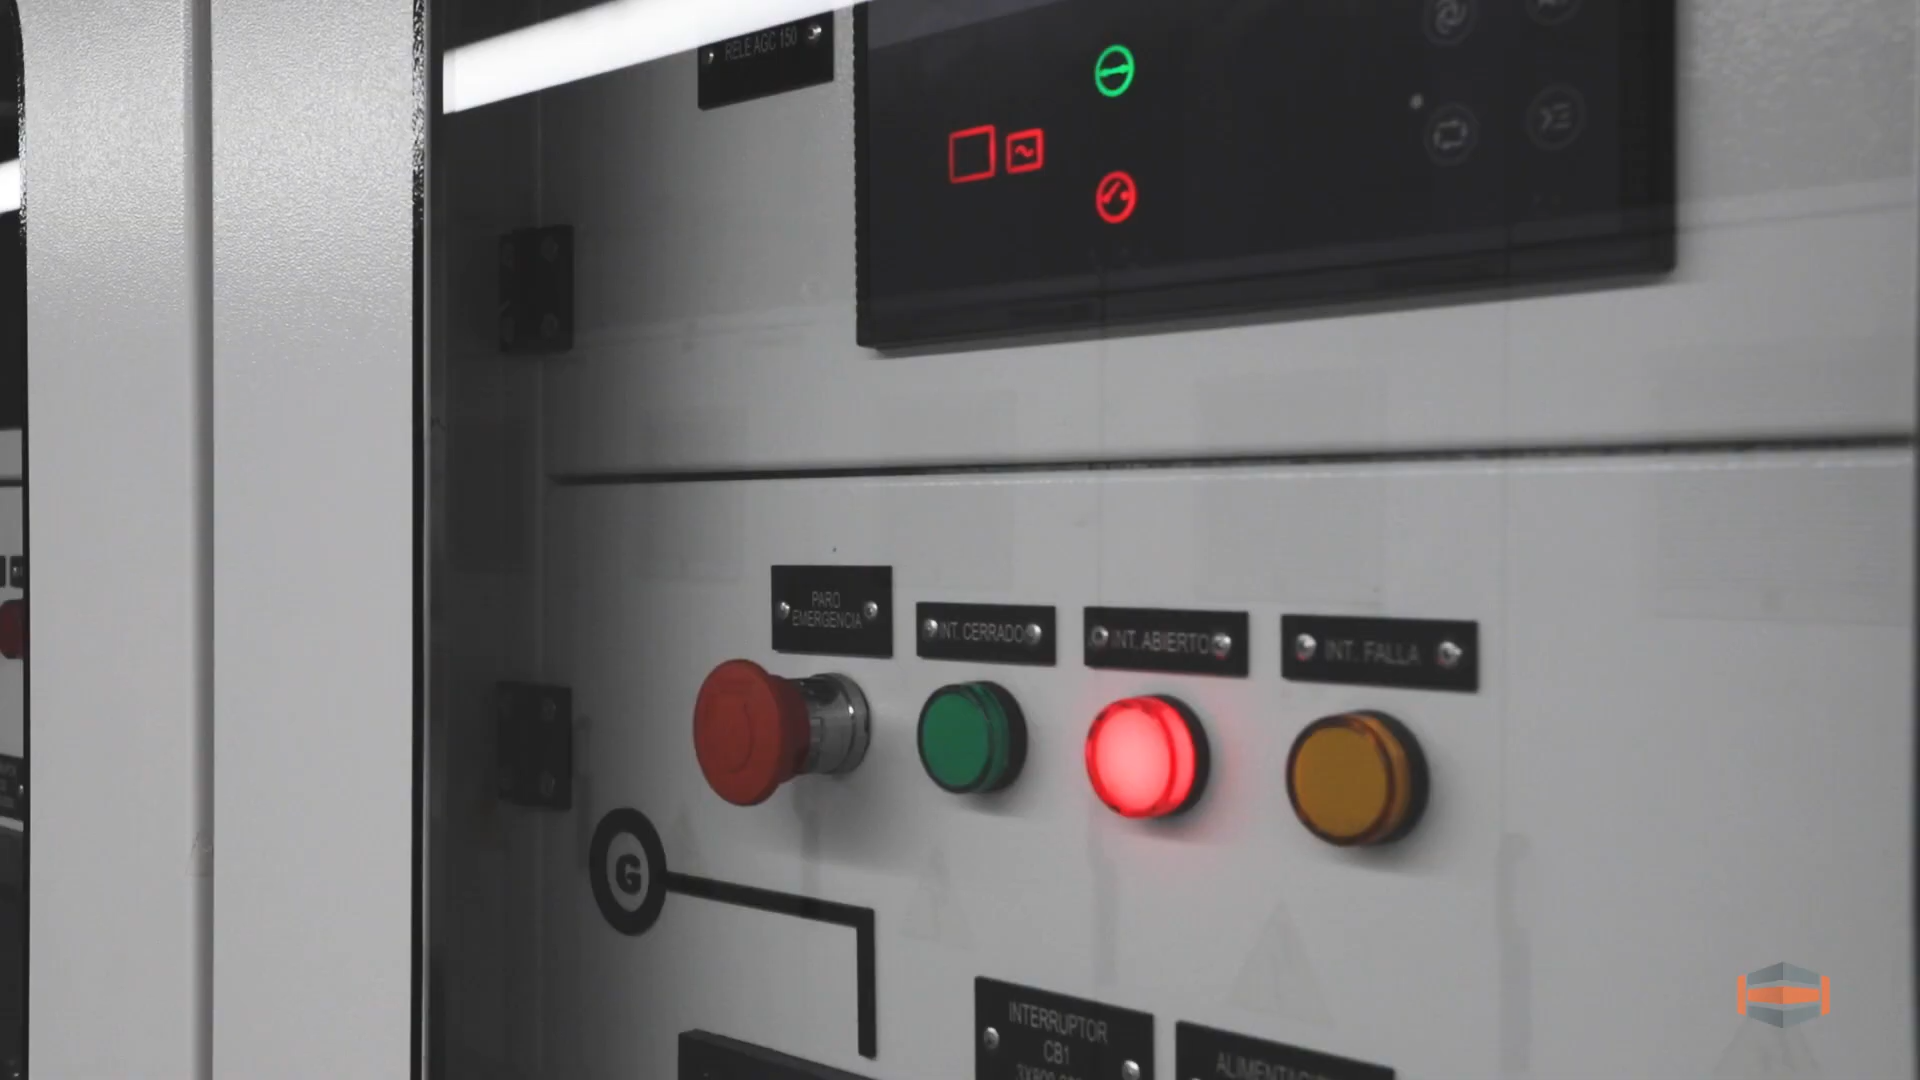 RELE AGC 150
PARO
EMERGENCIA
INT. CERRADO
INT. ABIERTO
INT. FALLA
G
INTERRUPTOR
CB1